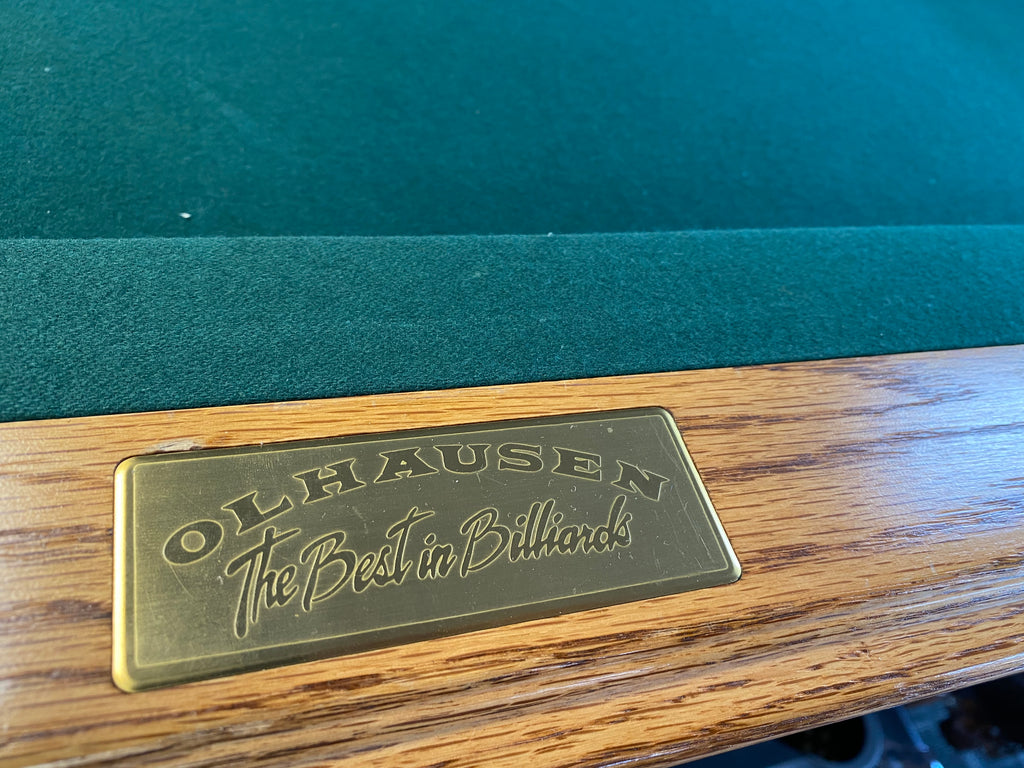 OLHAUSEN
The Best in Billiards